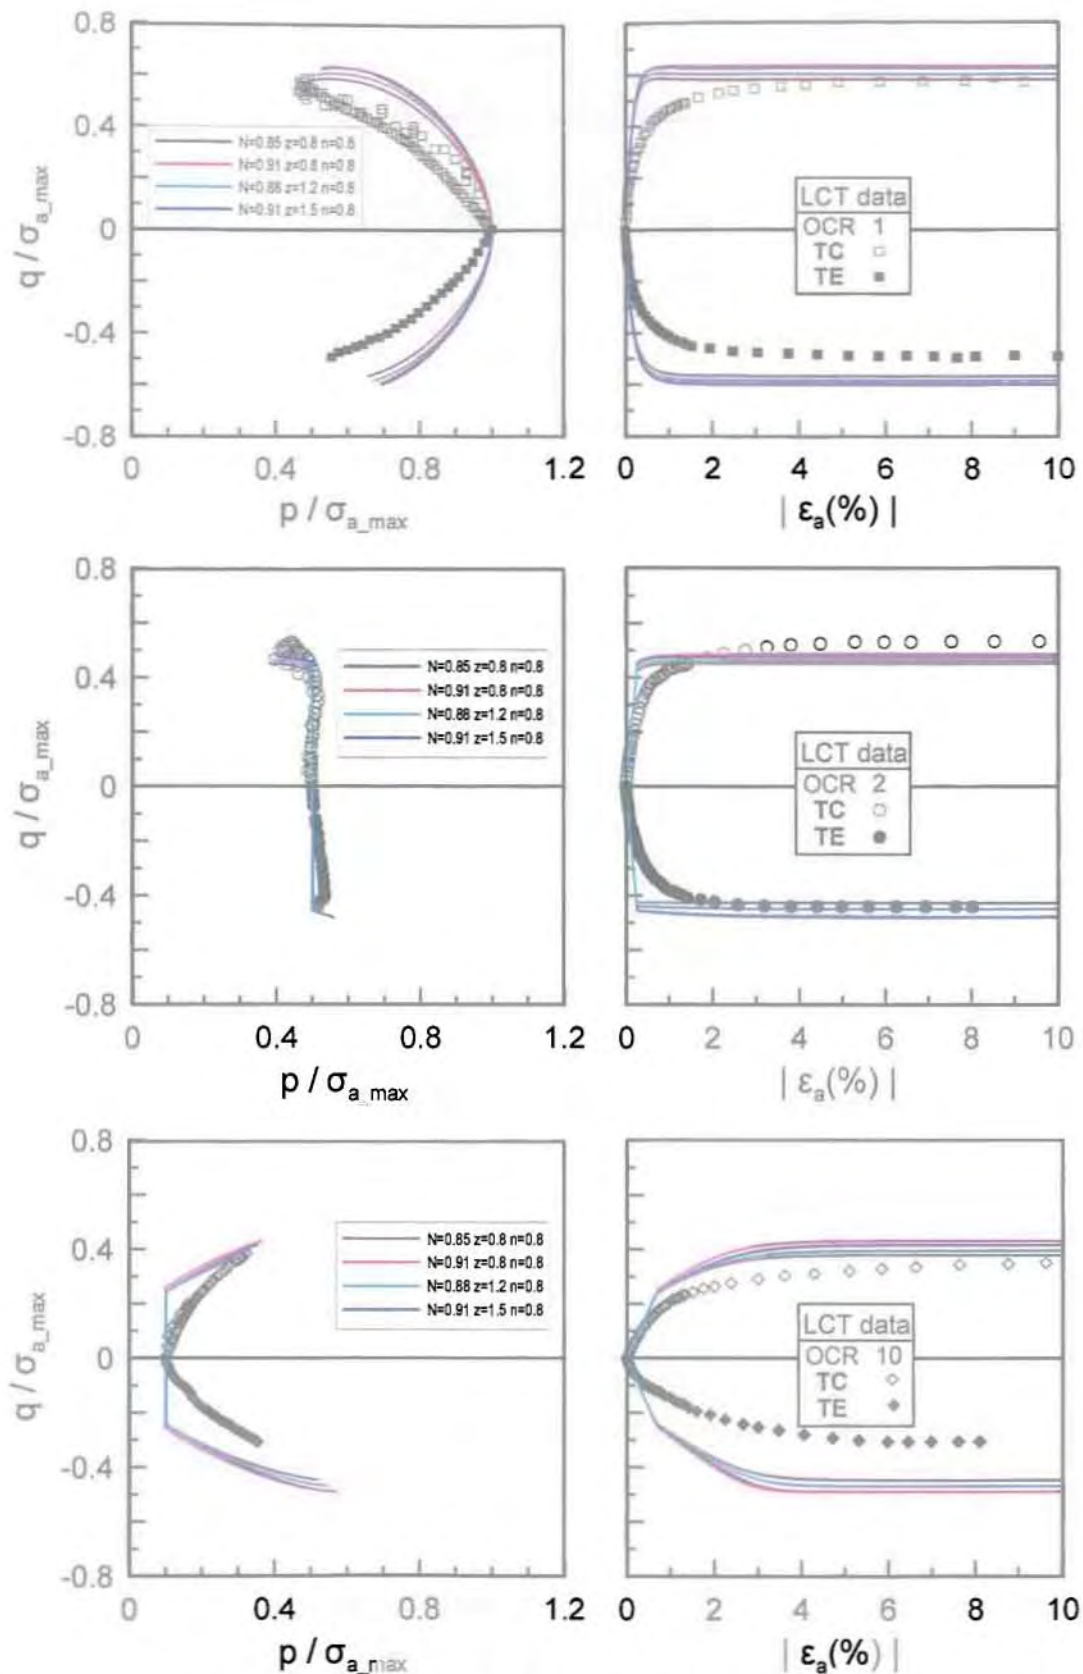 0.8
0.4
0
-0.4
-0.8
q / σa_max
N=0.85 z=0.8 n=0.8
N=0.91 z=0.8 n=0.8
N=0.88 z=1.2 n=0.8
N=0.91 z=1.5 n=0.8
0 0.4 0.8 1.2
p / σa_max
LCT data
OCR 1
TC
TE
0 2 4 6 8 10
| εa(%) |
0.8
0.4
0
-0.4
-0.8
q / σa_max
N=0.85 z=0.8 n=0.8
N=0.91 z=0.8 n=0.8
N=0.88 z=1.2 n=0.8
N=0.91 z=1.5 n=0.8
0 0.4 0.8 1.2
p / σa_max
LCT data
OCR 2
TC
TE
0 2 4 6 8 10
| εa(%) |
0.8
0.4
0
-0.4
-0.8
q / σa_max
N=0.85 z=0.8 n=0.8
N=0.91 z=0.8 n=0.8
N=0.88 z=1.2 n=0.8
N=0.91 z=1.5 n=0.8
0 0.4 0.8 1.2
p / σa_max
LCT data
OCR 10
TC
TE
0 2 4 6 8 10
| εa(%) |